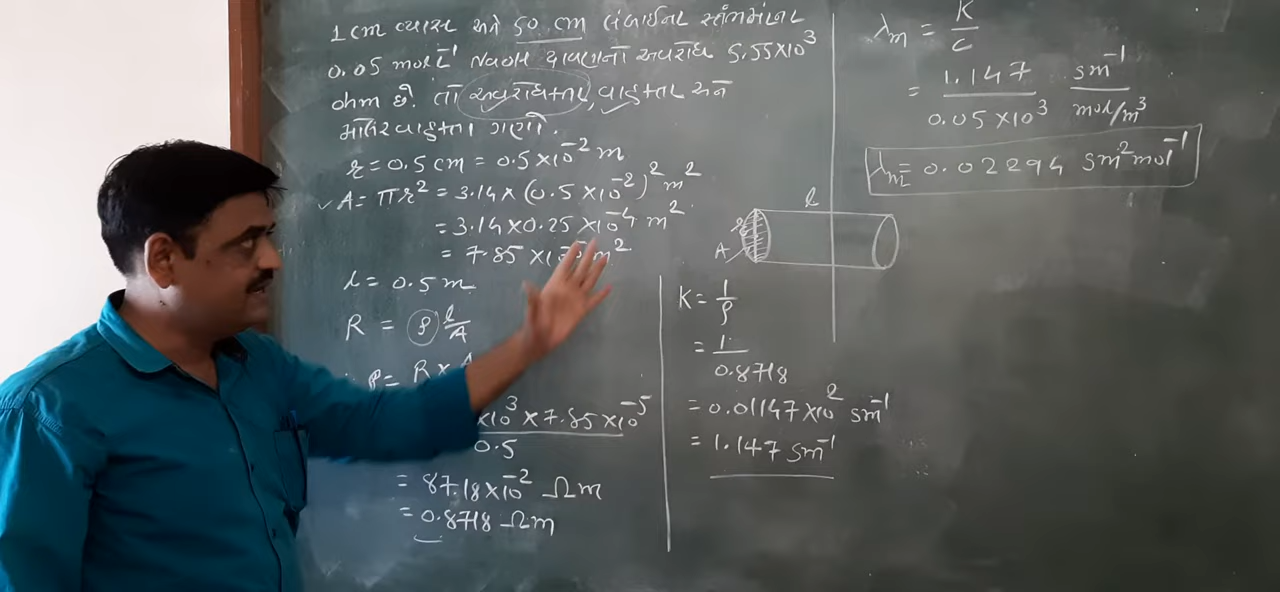 1 cm વ્યાસ અને 50 cm લંબાઈના સ્તંભમાંના
0.05 mol L⁻¹ NaOH દ્રાવણનો અવરોધ 5.55×10³
ohm છે. તો અવરોધકતા, વાહકતા અને
મોલર વાહકતા ગણો.
r = 0.5 cm = 0.5×10⁻² m
✓ A = πr² = 3.14 × (0.5 × 10⁻²)² m²
= 3.14 × 0.25 × 10⁻⁴ m²
= 7.85 × m²
l = 0.5 m
R = ρ l/A
ρ = R × A
×10³ × 7.85 × 10⁻⁵
0.5
= 87.18 × 10⁻² Ωm
= 0.8718 Ωm
K = 1/ρ
= 1/0.8718
= 0.01147 × 10² Sm⁻¹
= 1.147 Sm⁻¹
λm = K/C
= 1.147/0.05×10³ Sm⁻¹/mol/m³
λm = 0.02294 Sm² mol⁻¹
l
r
A